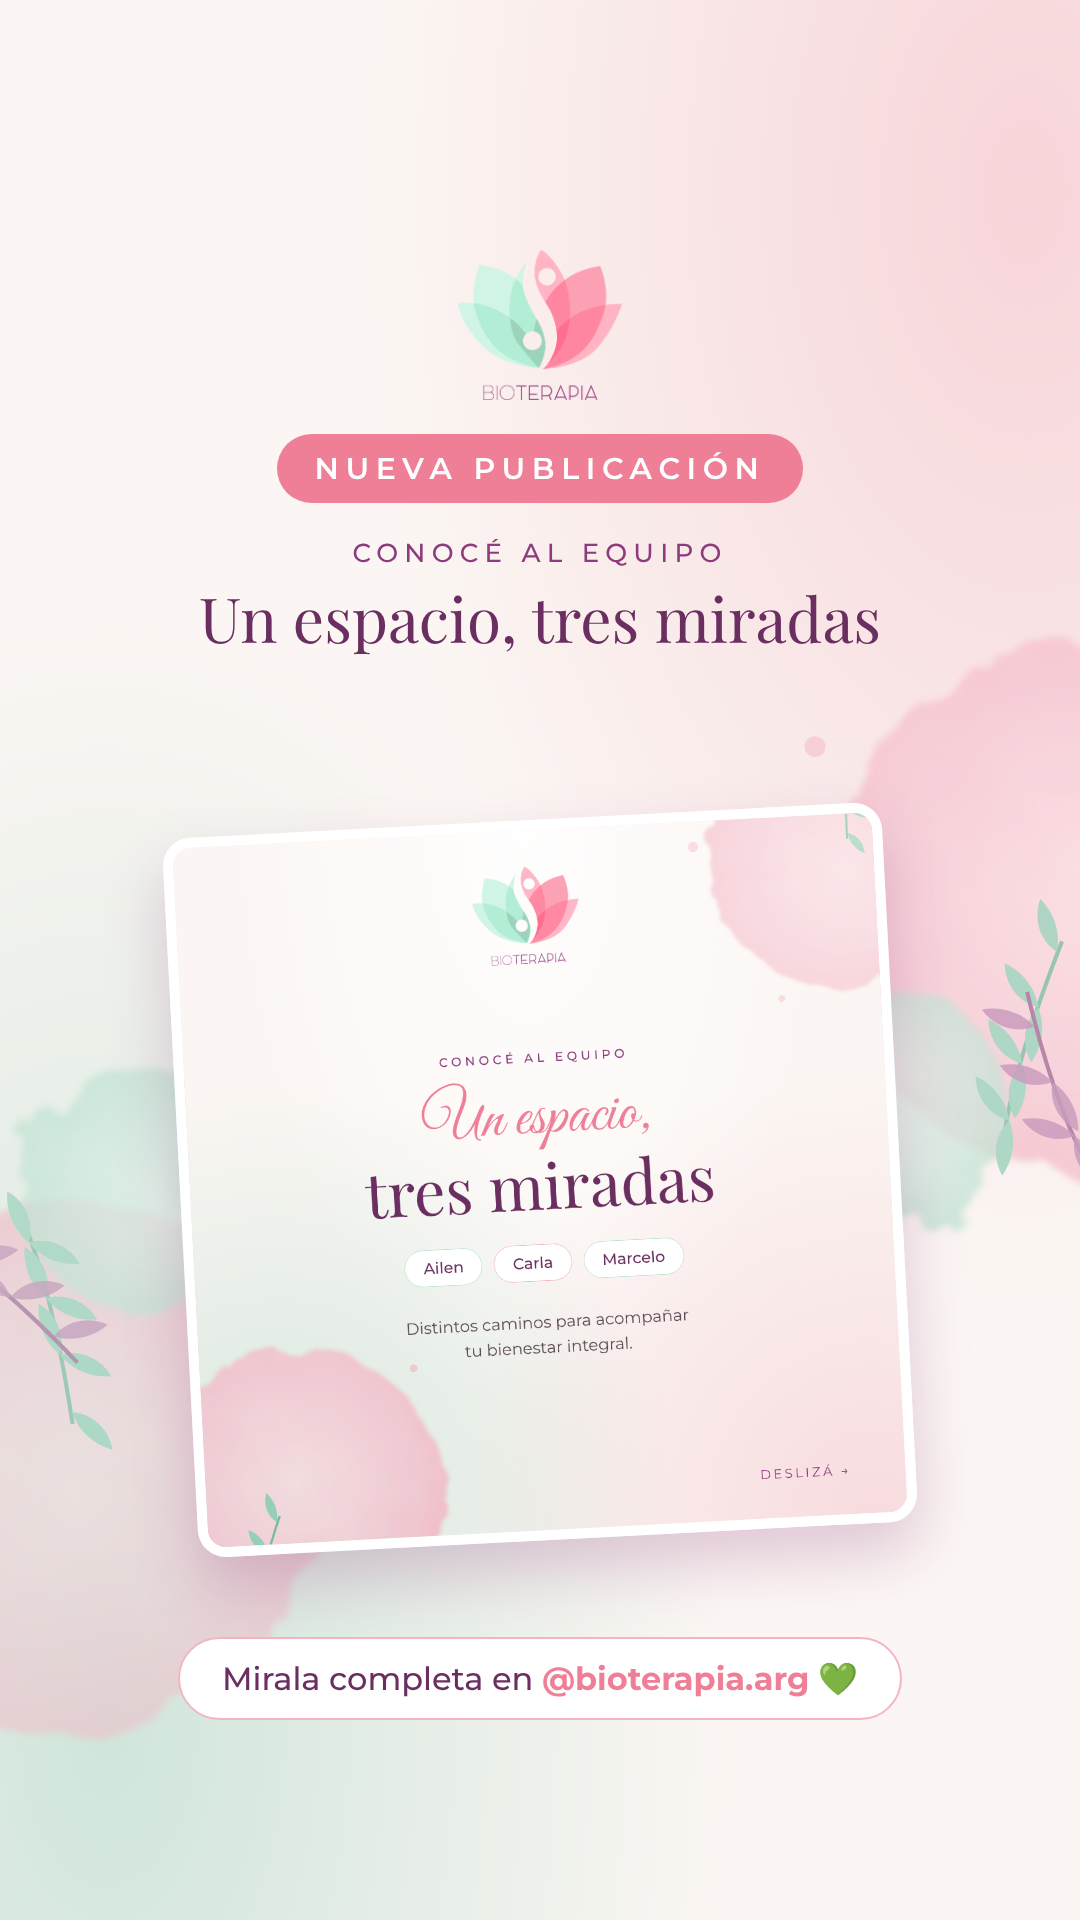 BIOTERAPIA
NUEVA PUBLICACIÓN
CONOCÉ AL EQUIPO
Un espacio, tres miradas
BIOTERAPIA
CONOCÉ AL EQUIPO
Un espacio,
tres miradas
Ailen Carla Marcelo
Distintos caminos para acompañar
tu bienestar integral.
DESLIZÁ →
Mirala completa en @bioterapia.arg 💚